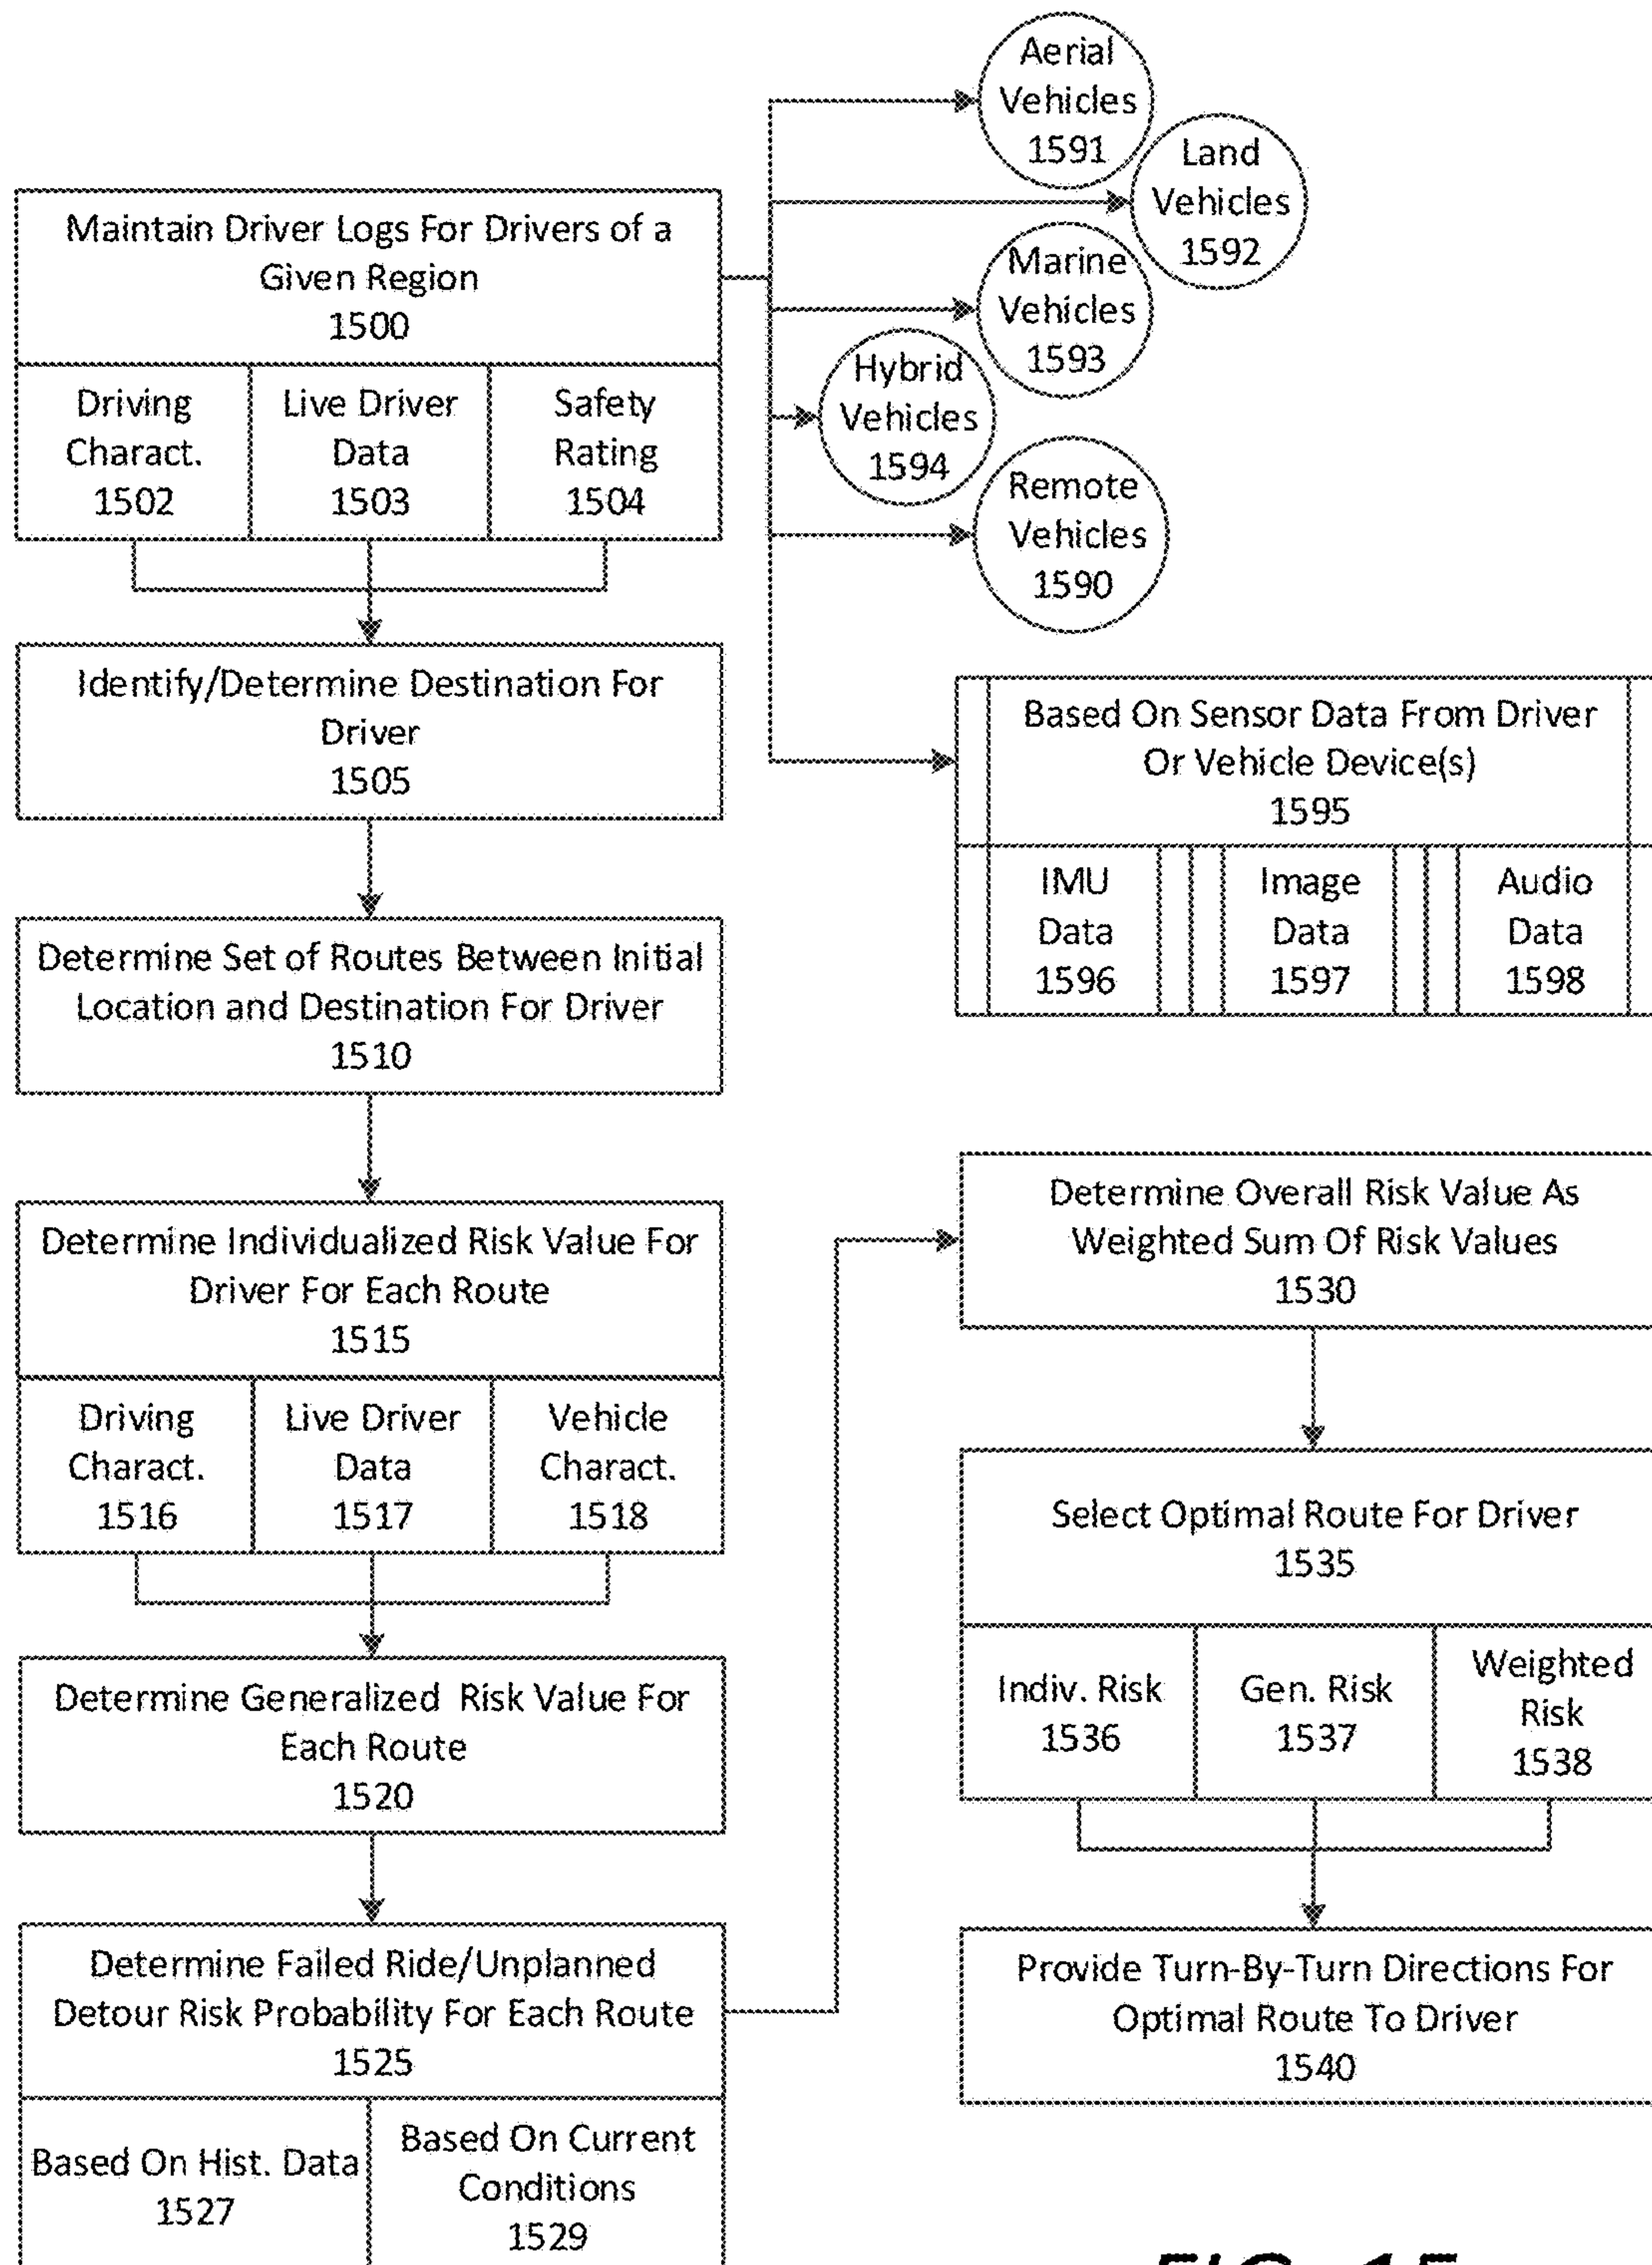 Aerial
Vehicles
1591
Land
Vehicles
1592
Marine
Vehicles
1593
Hybrid
Vehicles
1594
Remote
Vehicles
1590
Maintain Driver Logs For Drivers of a
Given Region
1500
Driving
Charact.
1502
Live Driver
Data
1503
Safety
Rating
1504
Identify/Determine Destination For
Driver
1505
Based On Sensor Data From Driver
Or Vehicle Device(s)
1595
IMU
Data
1596
Image
Data
1597
Audio
Data
1598
Determine Set of Routes Between Initial
Location and Destination For Driver
1510
Determine Individualized Risk Value For
Driver For Each Route
1515
Driving
Charact.
1516
Live Driver
Data
1517
Vehicle
Charact.
1518
Determine Generalized Risk Value For
Each Route
1520
Determine Failed Ride/Unplanned
Detour Risk Probability For Each Route
1525
Based On Hist. Data
1527
Based On Current
Conditions
1529
Determine Overall Risk Value As
Weighted Sum Of Risk Values
1530
Select Optimal Route For Driver
1535
Indiv. Risk
1536
Gen. Risk
1537
Weighted
Risk
1538
Provide Turn-By-Turn Directions For
Optimal Route To Driver
1540
FIG. 15